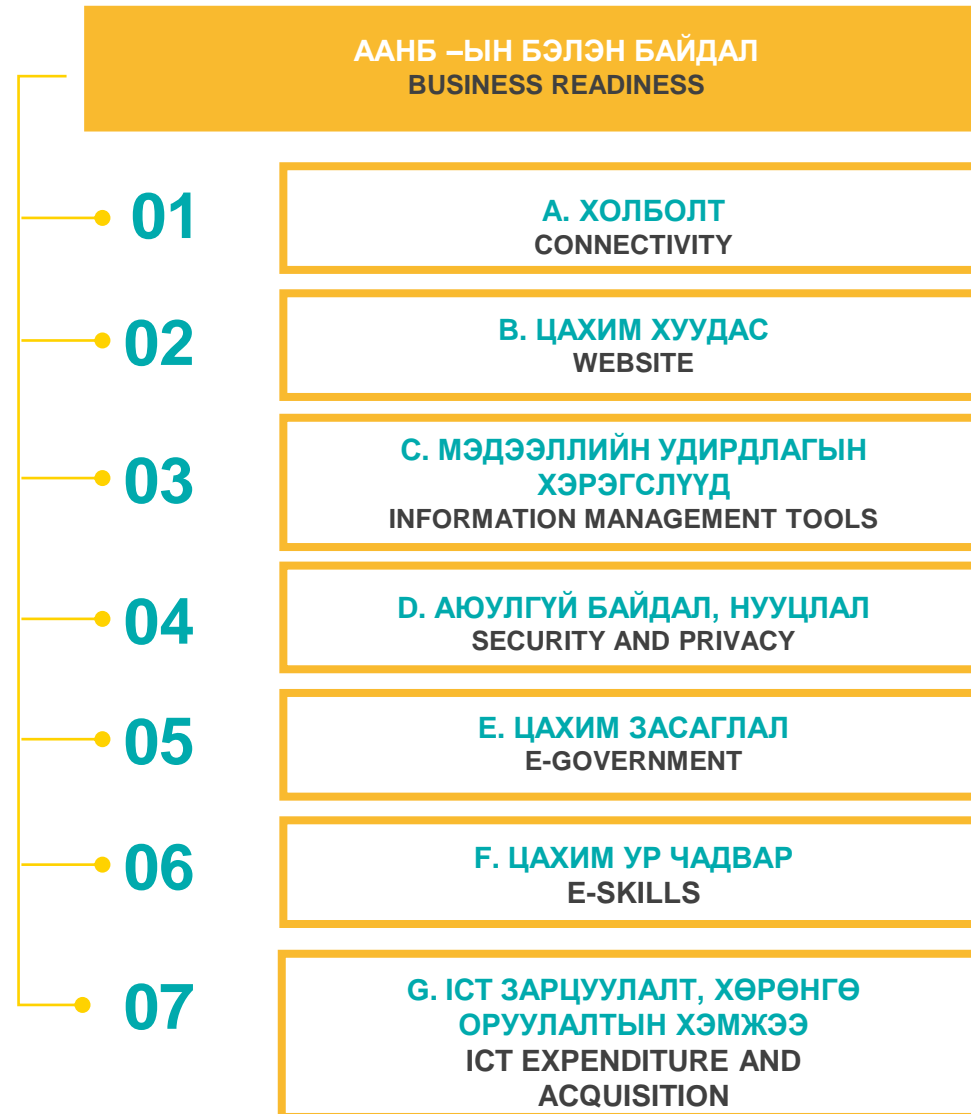 ААНБ –ЫН БЭЛЭН БАЙДАЛ
BUSINESS READINESS
01
A. ХОЛБОЛТ
CONNECTIVITY
02
B. ЦАХИМ ХУУДАС
WEBSITE
03
C. МЭДЭЭЛЛИЙН УДИРДЛАГЫН
ХЭРЭГСЛҮҮД
INFORMATION MANAGEMENT TOOLS
04
D. АЮУЛГҮЙ БАЙДАЛ, НУУЦЛАЛ
SECURITY AND PRIVACY
05
E. ЦАХИМ ЗАСАГЛАЛ
E-GOVERNMENT
06
F. ЦАХИМ УР ЧАДВАР
E-SKILLS
07
G. ICT ЗАРЦУУЛАЛТ, ХӨРӨНГӨ
ОРУУЛАЛТЫН ХЭМЖЭЭ
ICT EXPENDITURE AND
ACQUISITION